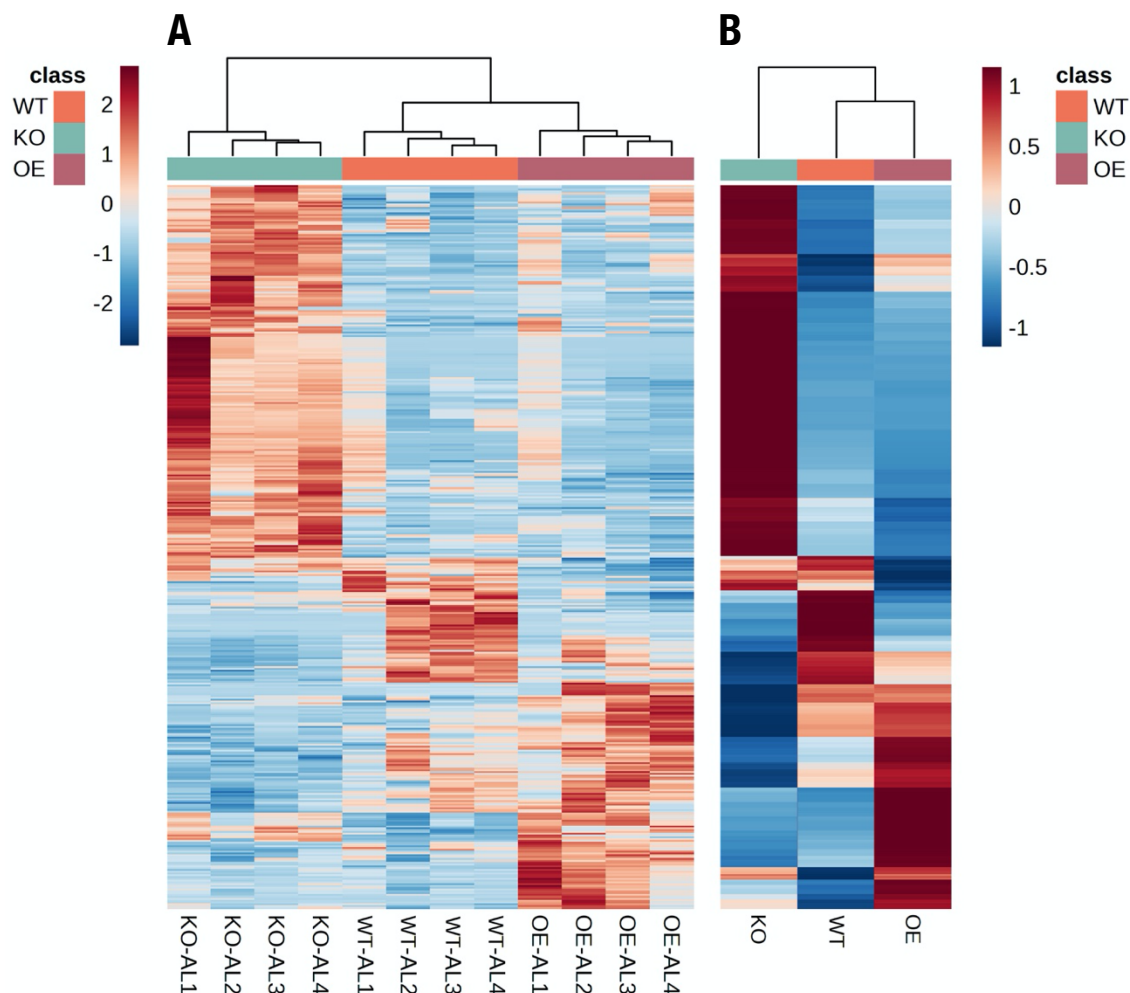 A
B
class
WT
KO
OE
2
1
0
-1
-2
1
0.5
0
-0.5
-1
class
WT
KO
OE
KO-AL1
KO-AL2
KO-AL3
KO-AL4
WT-AL1
WT-AL2
WT-AL3
WT-AL4
OE-AL1
OE-AL2
OE-AL3
OE-AL4
KO
WT
OE